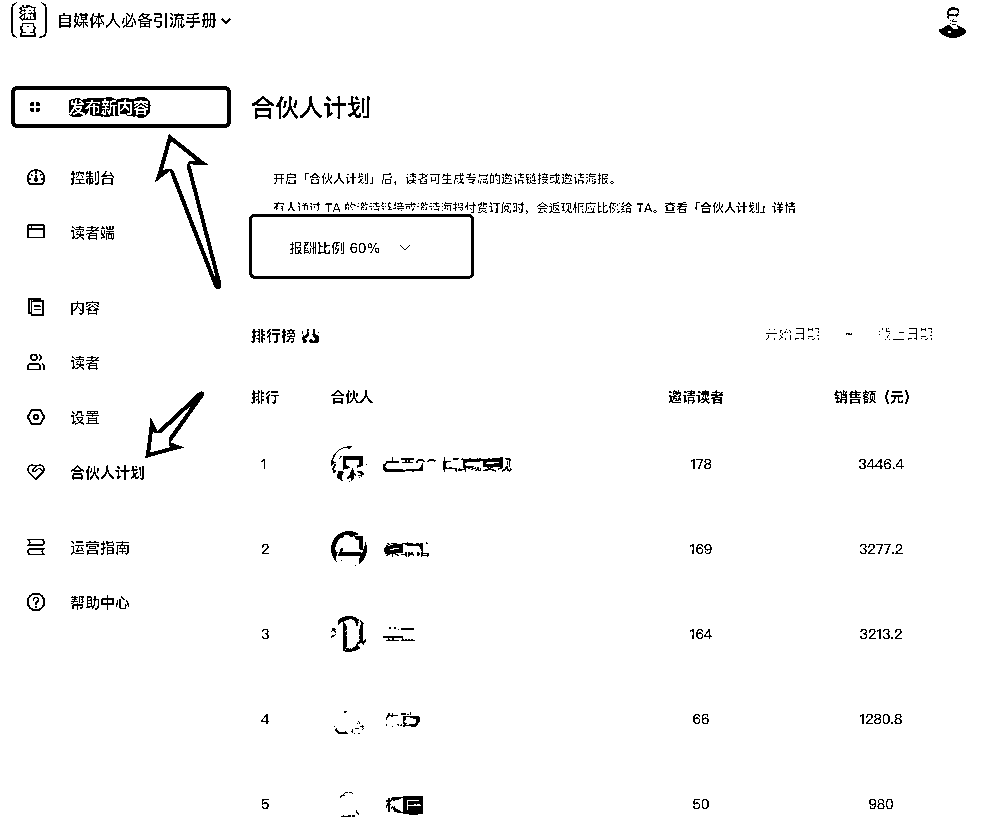 自媒体人必备引流手册
发布新内容
合伙人计划
控制台
开启「合伙人计划」后，读者可生成专属的邀请链接或邀请海报。
有人通过 TA 的邀请链接或邀请海报付费订阅时，会返现相应比例给 TA。查看「合伙人计划」详情
读者端
报酬比例 60%
内容
排行榜
开始日期 ~ 截止日期
读者
排行 合伙人 邀请读者 销售额（元）
设置
1 178 3446.4
合伙人计划
2 169 3277.2
运营指南
帮助中心
3 164 3213.2
4 66 1280.8
5 50 980